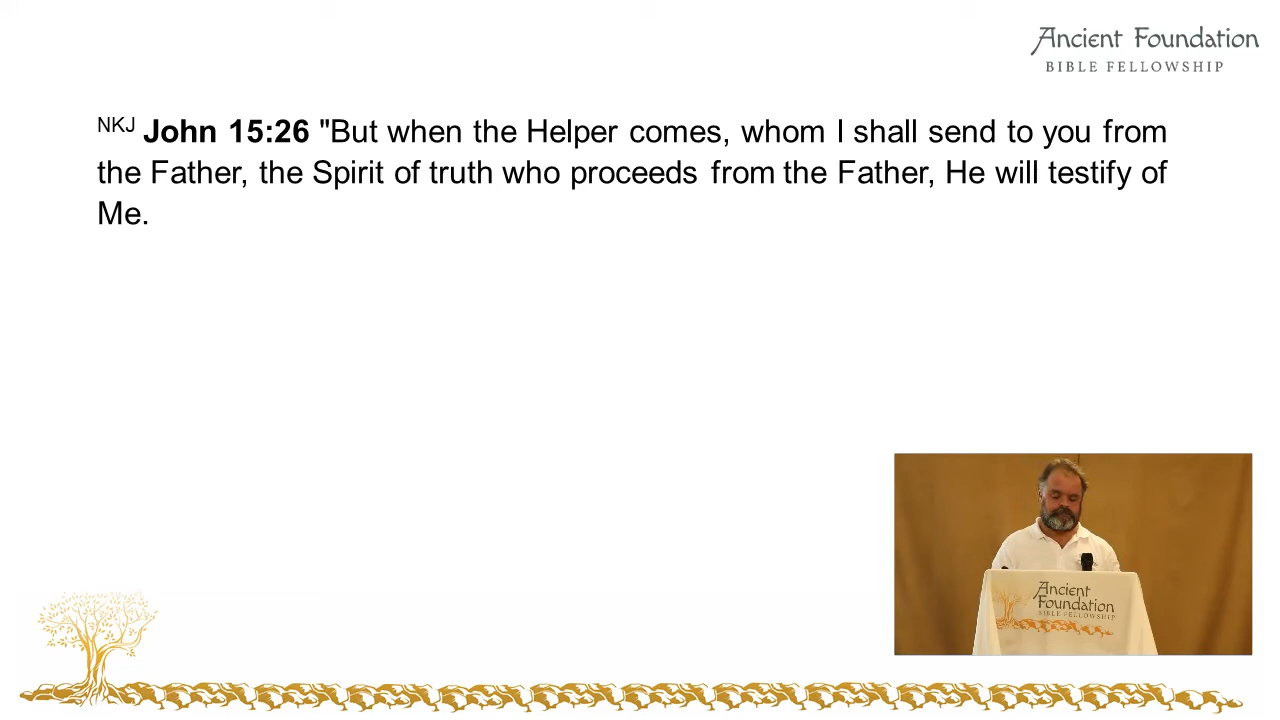 Ancient Foundation
BIBLE FELLOWSHIP
NKJ John 15:26 "But when the Helper comes, whom I shall send to you from
the Father, the Spirit of truth who proceeds from the Father, He will testify of
Me.
Ancient
Foundation
BIBLE FELLOWSHIP